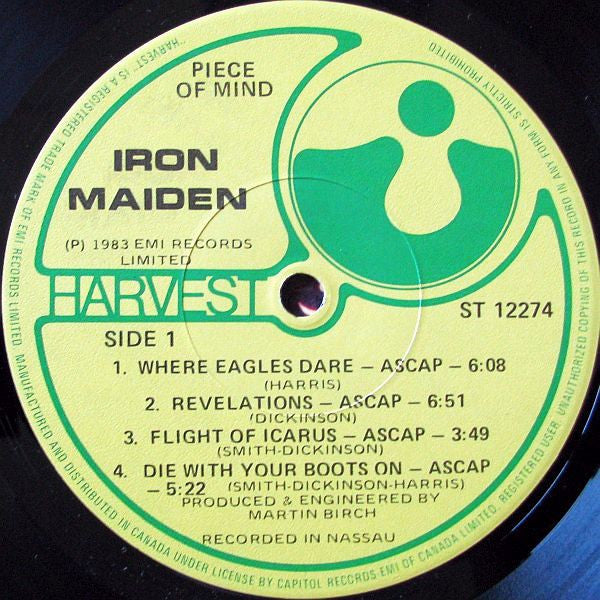 PIECE
OF MIND
IRON
MAIDEN
(P) 1983 EMI RECORDS
LIMITED
HARVEST
ST 12274
SIDE 1
1. WHERE EAGLES DARE – ASCAP – 6:08
(HARRIS)
2. REVELATIONS – ASCAP – 6:51
(DICKINSON)
3. FLIGHT OF ICARUS – ASCAP – 3:49
(SMITH-DICKINSON)
4. DIE WITH YOUR BOOTS ON – ASCAP
– 5:22 (SMITH-DICKINSON-HARRIS)
PRODUCED & ENGINEERED BY
MARTIN BIRCH
RECORDED IN NASSAU
"HARVEST" IS A REGISTERED TRADE MARK OF EMI RECORDS LIMITED. MANUFACTURED AND DISTRIBUTED IN CANADA UNDER LICENSE BY CAPITOL RECORDS-EMI OF CANADA LIMITED, REGISTERED USER. UNAUTHORIZED COPYING OF THIS RECORD IN ANY FORM IS STRICTLY PROHIBITED